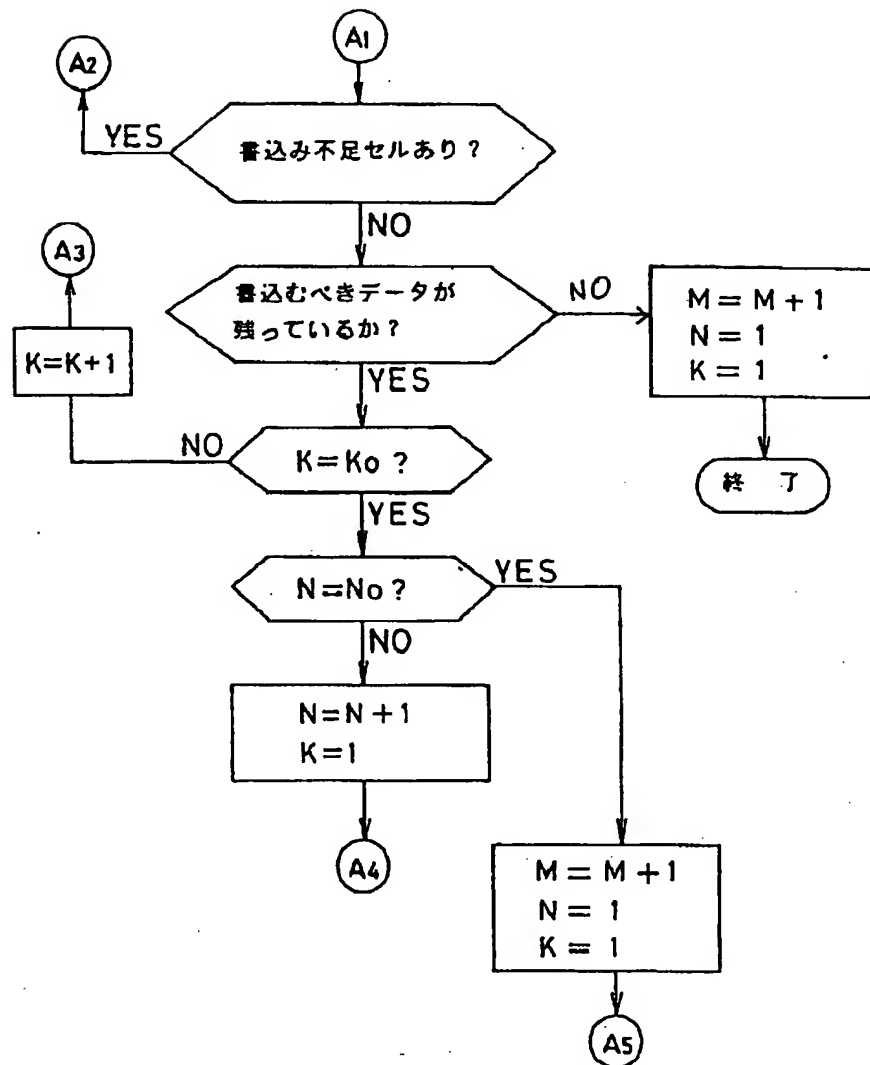 A1
A2
YES
書込み不足セルあり?
NO
A3
書込むべきデータが
残っているか?
NO
M=M+1
N=1
K=1
K=K+1
YES
NO
K=Ko?
終 了
YES
N=No?
YES
NO
N=N+1
K=1
A4
M=M+1
N=1
K=1
A5